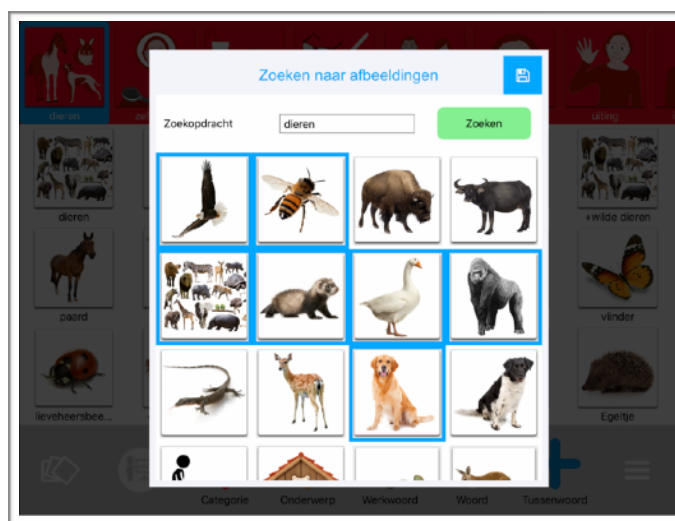 Zoeken naar afbeeldingen
Zoekopdracht
dieren
Zoeken
dieren
uiting
dieren
+wilde dieren
paard
vlinder
lieveheersbee...
Egeltje
Categorie
Onderwerp
Werkwoord
Woord
Tussenwoord